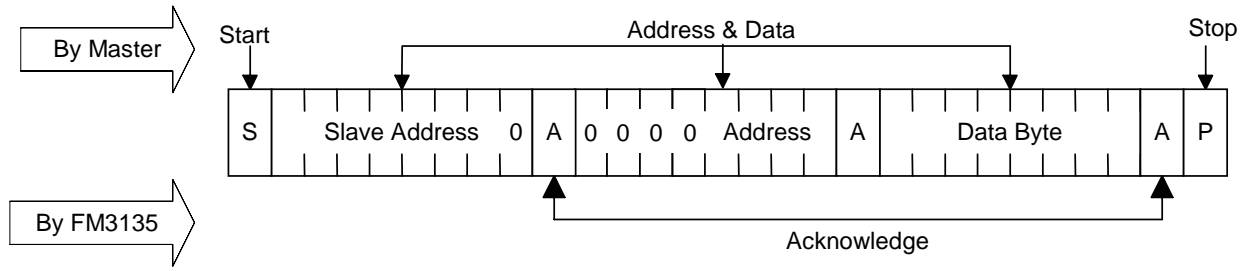 By Master
Start
Address & Data
Stop
S Slave Address 0 A 0 0 0 0 Address A Data Byte A P
By FM3135
Acknowledge